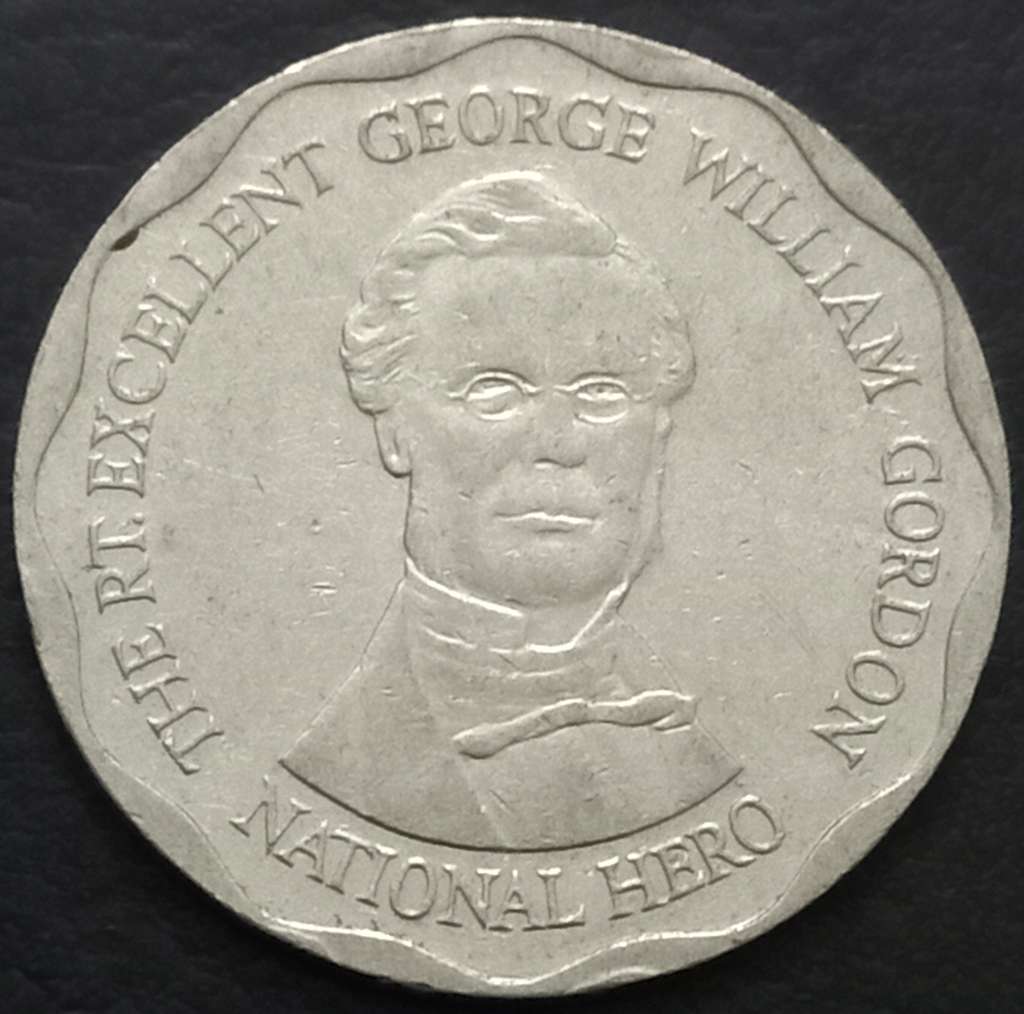 THE RT. EXCELLENT GEORGE WILLIAM GORDON
NATIONAL HERO